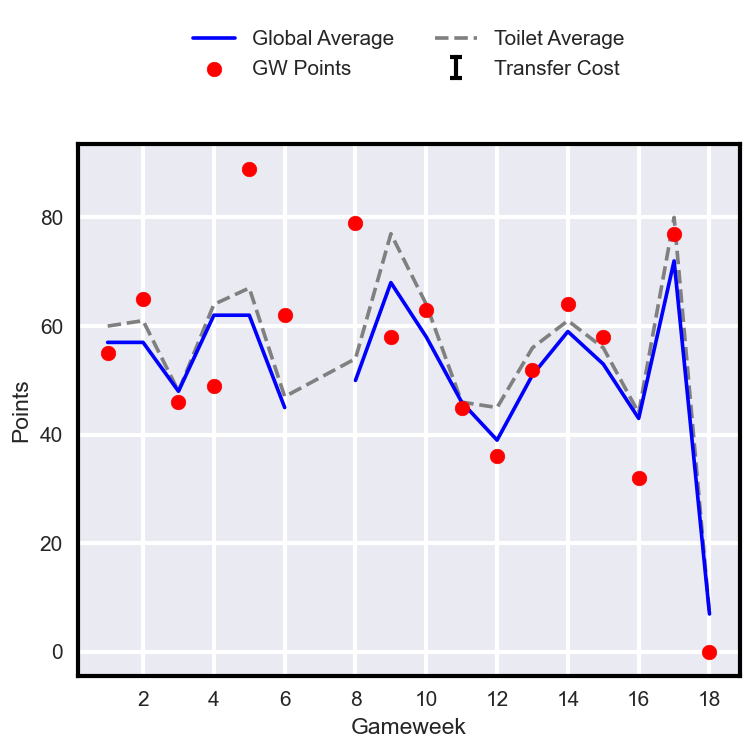 Global Average
Toilet Average
GW Points
Transfer Cost
80
60
40
20
0
Points
2 4 6 8 10 12 14 16 18
Gameweek